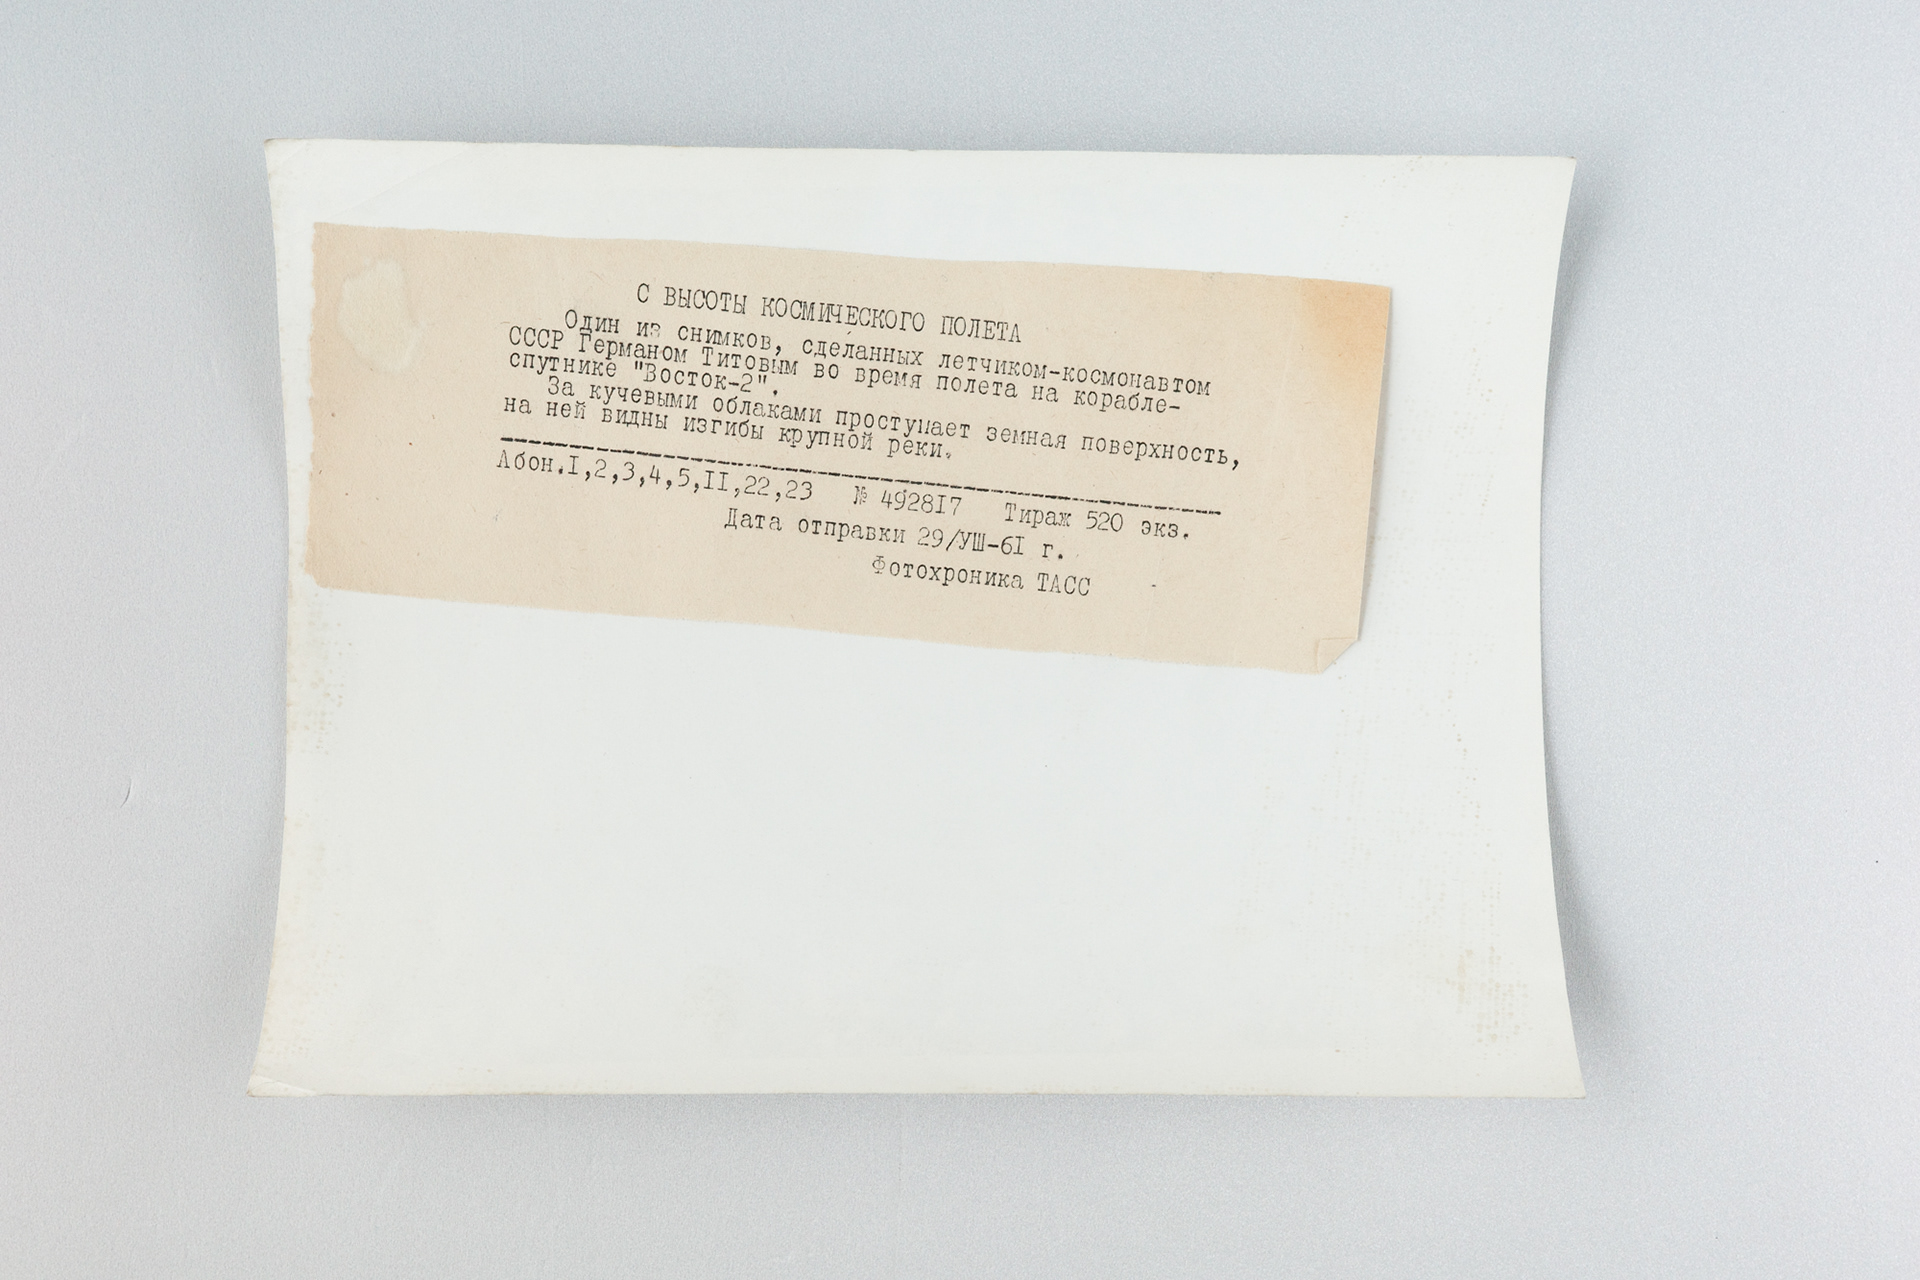 С ВЫСОТЫ КОСМИЧЕСКОГО ПОЛЕТА
Один из снимков, сделанных летчиком-космонавтом
СССР Германом Титовым во время полета на корабле-
спутнике "Восток-2".
За кучевыми облаками проступает земная поверхность,
на ней видны изгибы крупной реки.
Абон.I,2,3,4,5,II,22,23 № 4928I7 Тираж 520 экз.
Дата отправки 29/УШ-6I г.
Фотохроника ТАСС